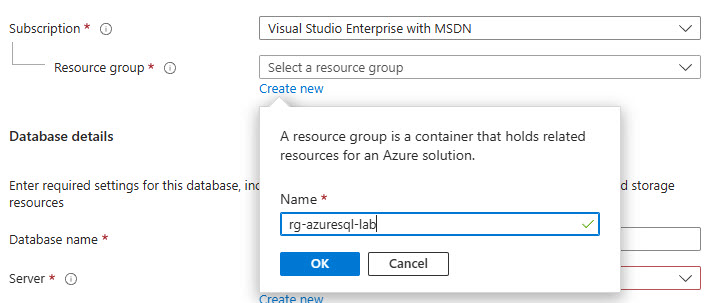 Subscription * Visual Studio Enterprise with MSDN
Resource group * Select a resource group
Create new
A resource group is a container that holds related
resources for an Azure solution.
Name *
rg-azuresql-lab
OK Cancel
Database details
Enter required settings for this database, inc d storage
resources
Database name *
Server *
Create new